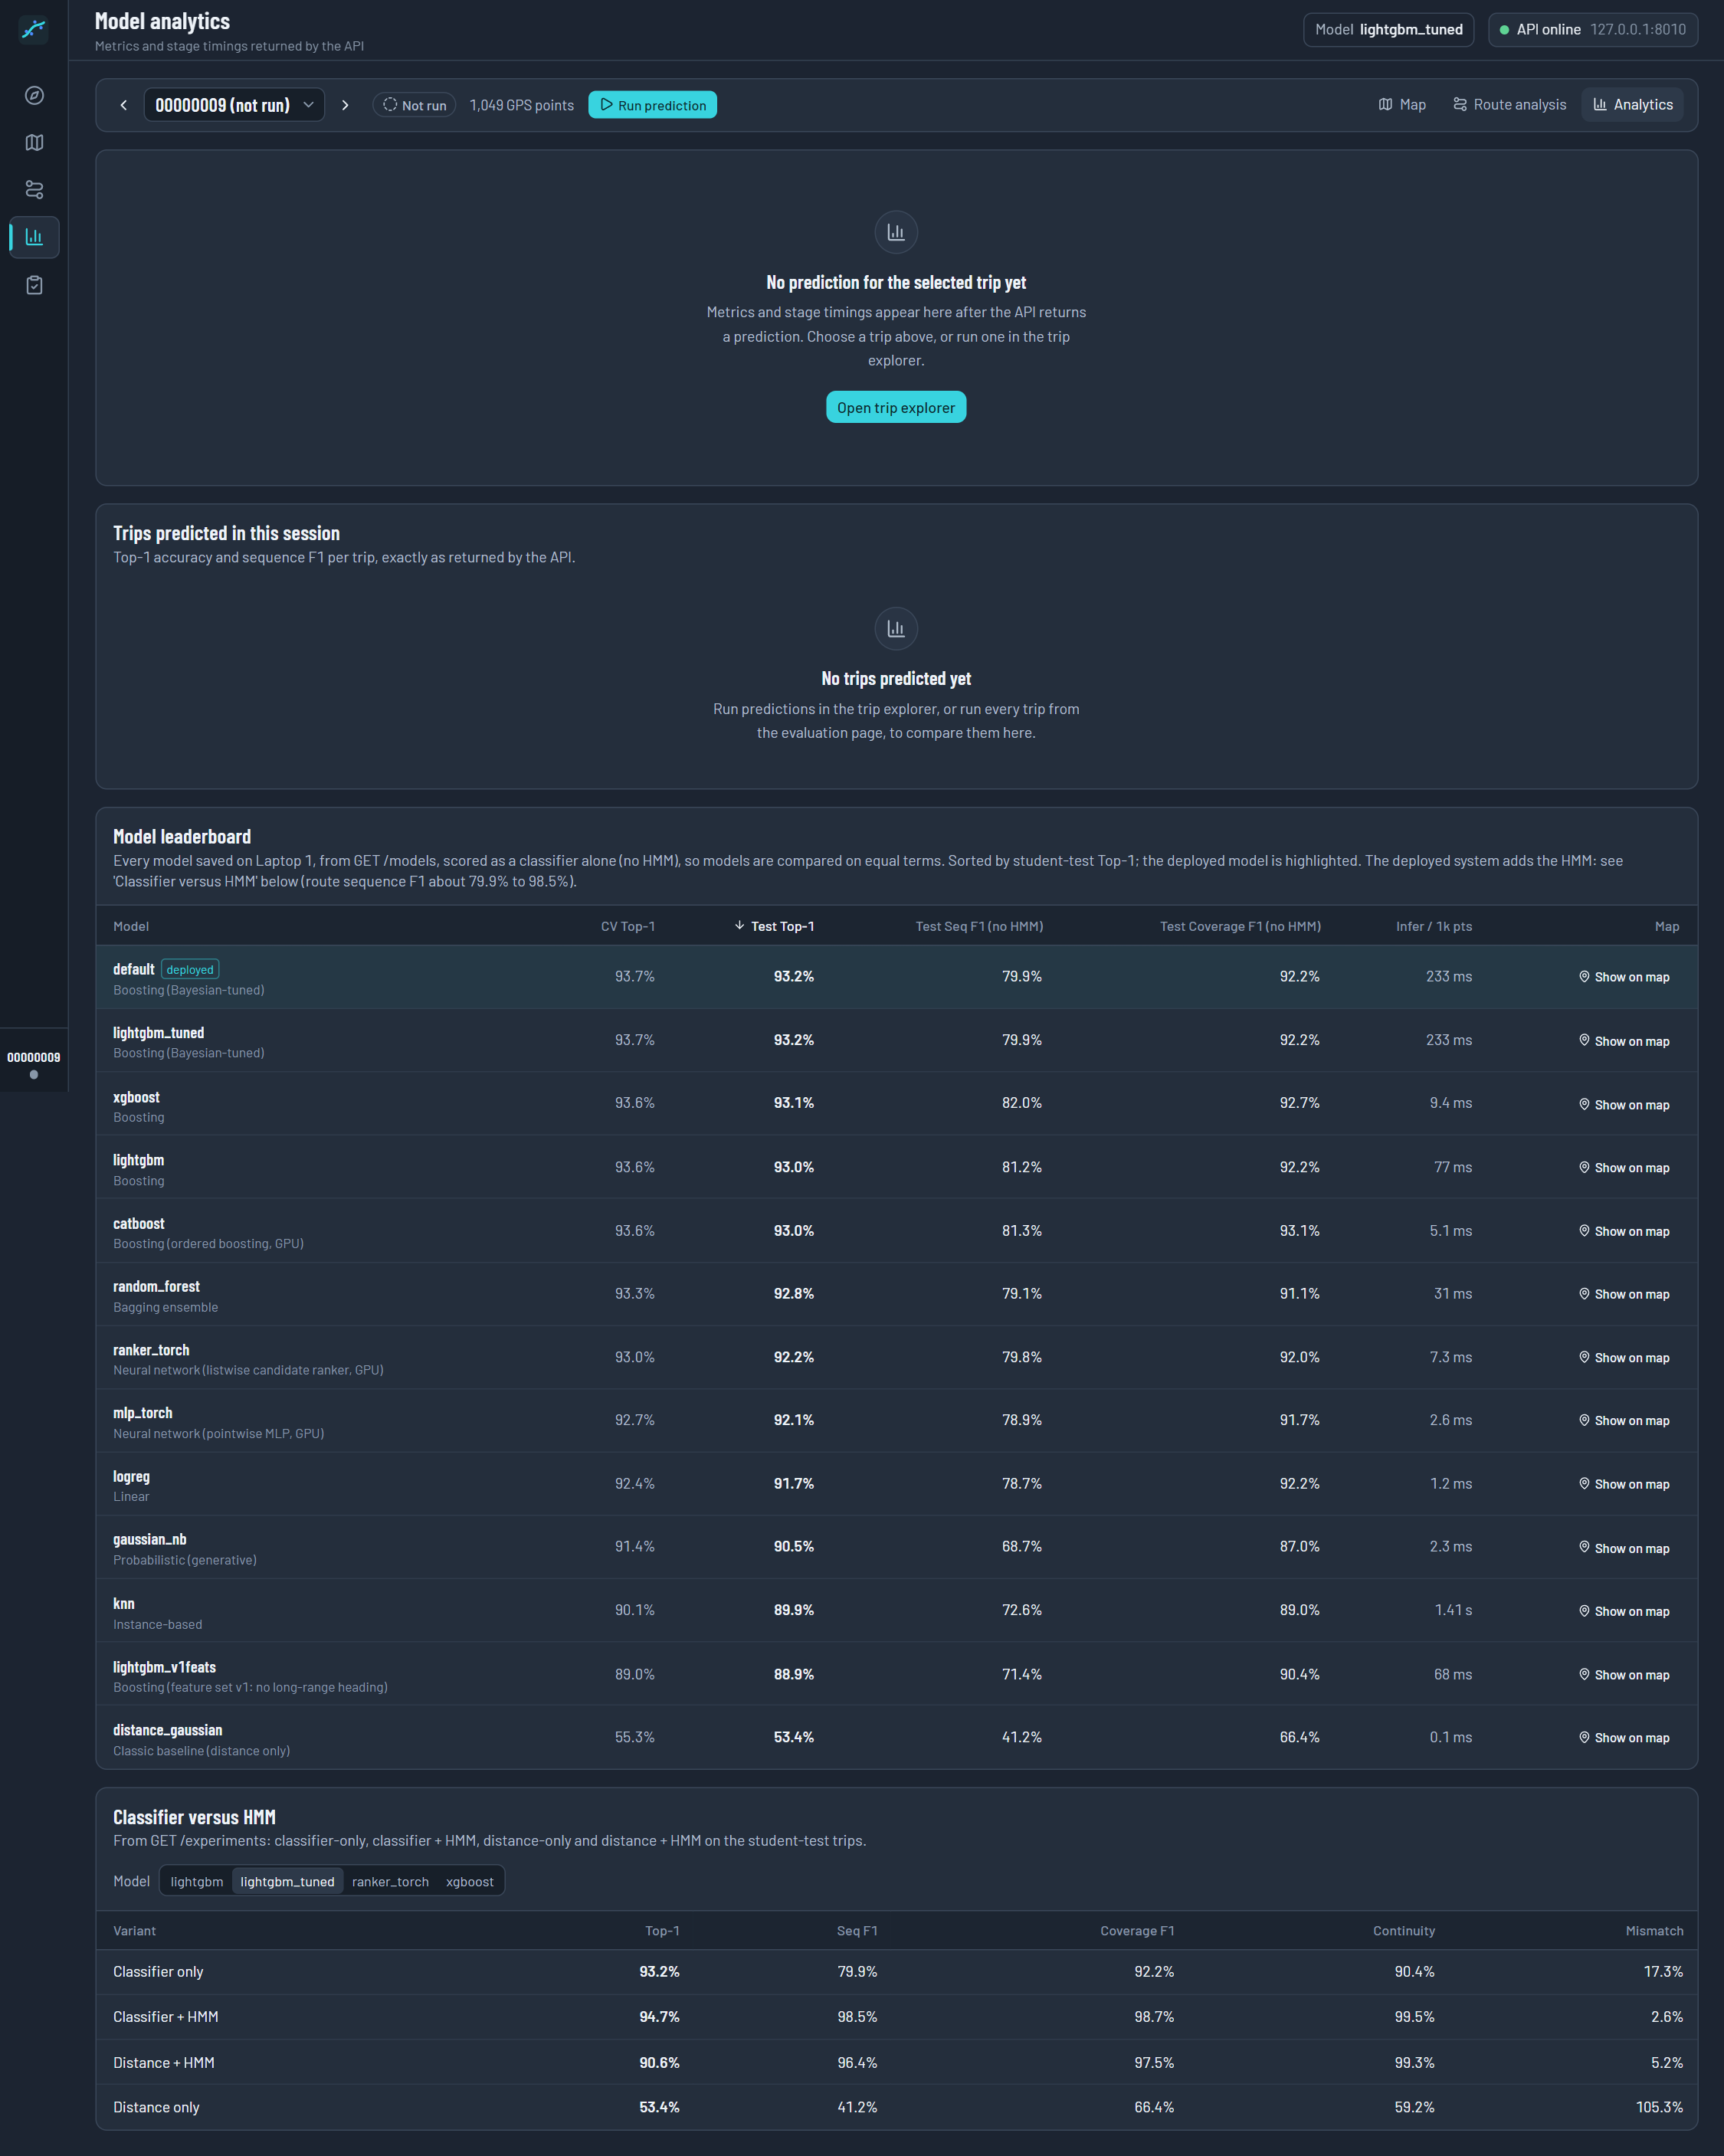 Model analytics
Metrics and stage timings returned by the API
Model lightgbm_tuned
API online 127.0.0.1:8010
00000009 (not run)
Not run
1,049 GPS points
Run prediction
Map
Route analysis
Analytics
No prediction for the selected trip yet
Metrics and stage timings appear here after the API returns
a prediction. Choose a trip above, or run one in the trip
explorer.
Open trip explorer
Trips predicted in this session
Top-1 accuracy and sequence F1 per trip, exactly as returned by the API.
No trips predicted yet
Run predictions in the trip explorer, or run every trip from
the evaluation page, to compare them here.
Model leaderboard
Every model saved on Laptop 1, from GET /models, scored as a classifier alone (no HMM), so models are compared on equal terms. Sorted by student-test Top-1; the deployed model is highlighted. The deployed system adds the HMM: see
'Classifier versus HMM' below (route sequence F1 about 79.9% to 98.5%).
Model CV Top-1 Test Top-1 Test Seq F1 (no HMM) Test Coverage F1 (no HMM) Infer / 1k pts Map
default deployed 93.7% 93.2% 79.9% 92.2% 233 ms Show on map
Boosting (Bayesian-tuned)
lightgbm_tuned 93.7% 93.2% 79.9% 92.2% 233 ms Show on map
Boosting (Bayesian-tuned)
00000009
xgboost 93.6% 93.1% 82.0% 92.7% 9.4 ms Show on map
Boosting
lightgbm 93.6% 93.0% 81.2% 92.2% 77 ms Show on map
Boosting
catboost 93.6% 93.0% 81.3% 93.1% 5.1 ms Show on map
Boosting (ordered boosting, GPU)
random_forest 93.3% 92.8% 79.1% 91.1% 31 ms Show on map
Bagging ensemble
ranker_torch 93.0% 92.2% 79.8% 92.0% 7.3 ms Show on map
Neural network (listwise candidate ranker, GPU)
mlp_torch 92.7% 92.1% 78.9% 91.7% 2.6 ms Show on map
Neural network (pointwise MLP, GPU)
logreg 92.4% 91.7% 78.7% 92.2% 1.2 ms Show on map
Linear
gaussian_nb 91.4% 90.5% 68.7% 87.0% 2.3 ms Show on map
Probabilistic (generative)
knn 90.1% 89.9% 72.6% 89.0% 1.41 s Show on map
Instance-based
lightgbm_v1feats 89.0% 88.9% 71.4% 90.4% 68 ms Show on map
Boosting (feature set v1: no long-range heading)
distance_gaussian 55.3% 53.4% 41.2% 66.4% 0.1 ms Show on map
Classic baseline (distance only)
Classifier versus HMM
From GET /experiments: classifier-only, classifier + HMM, distance-only and distance + HMM on the student-test trips.
Model lightgbm lightgbm_tuned ranker_torch xgboost
Variant Top-1 Seq F1 Coverage F1 Continuity Mismatch
Classifier only 93.2% 79.9% 92.2% 90.4% 17.3%
Classifier + HMM 94.7% 98.5% 98.7% 99.5% 2.6%
Distance + HMM 90.6% 96.4% 97.5% 99.3% 5.2%
Distance only 53.4% 41.2% 66.4% 59.2% 105.3%